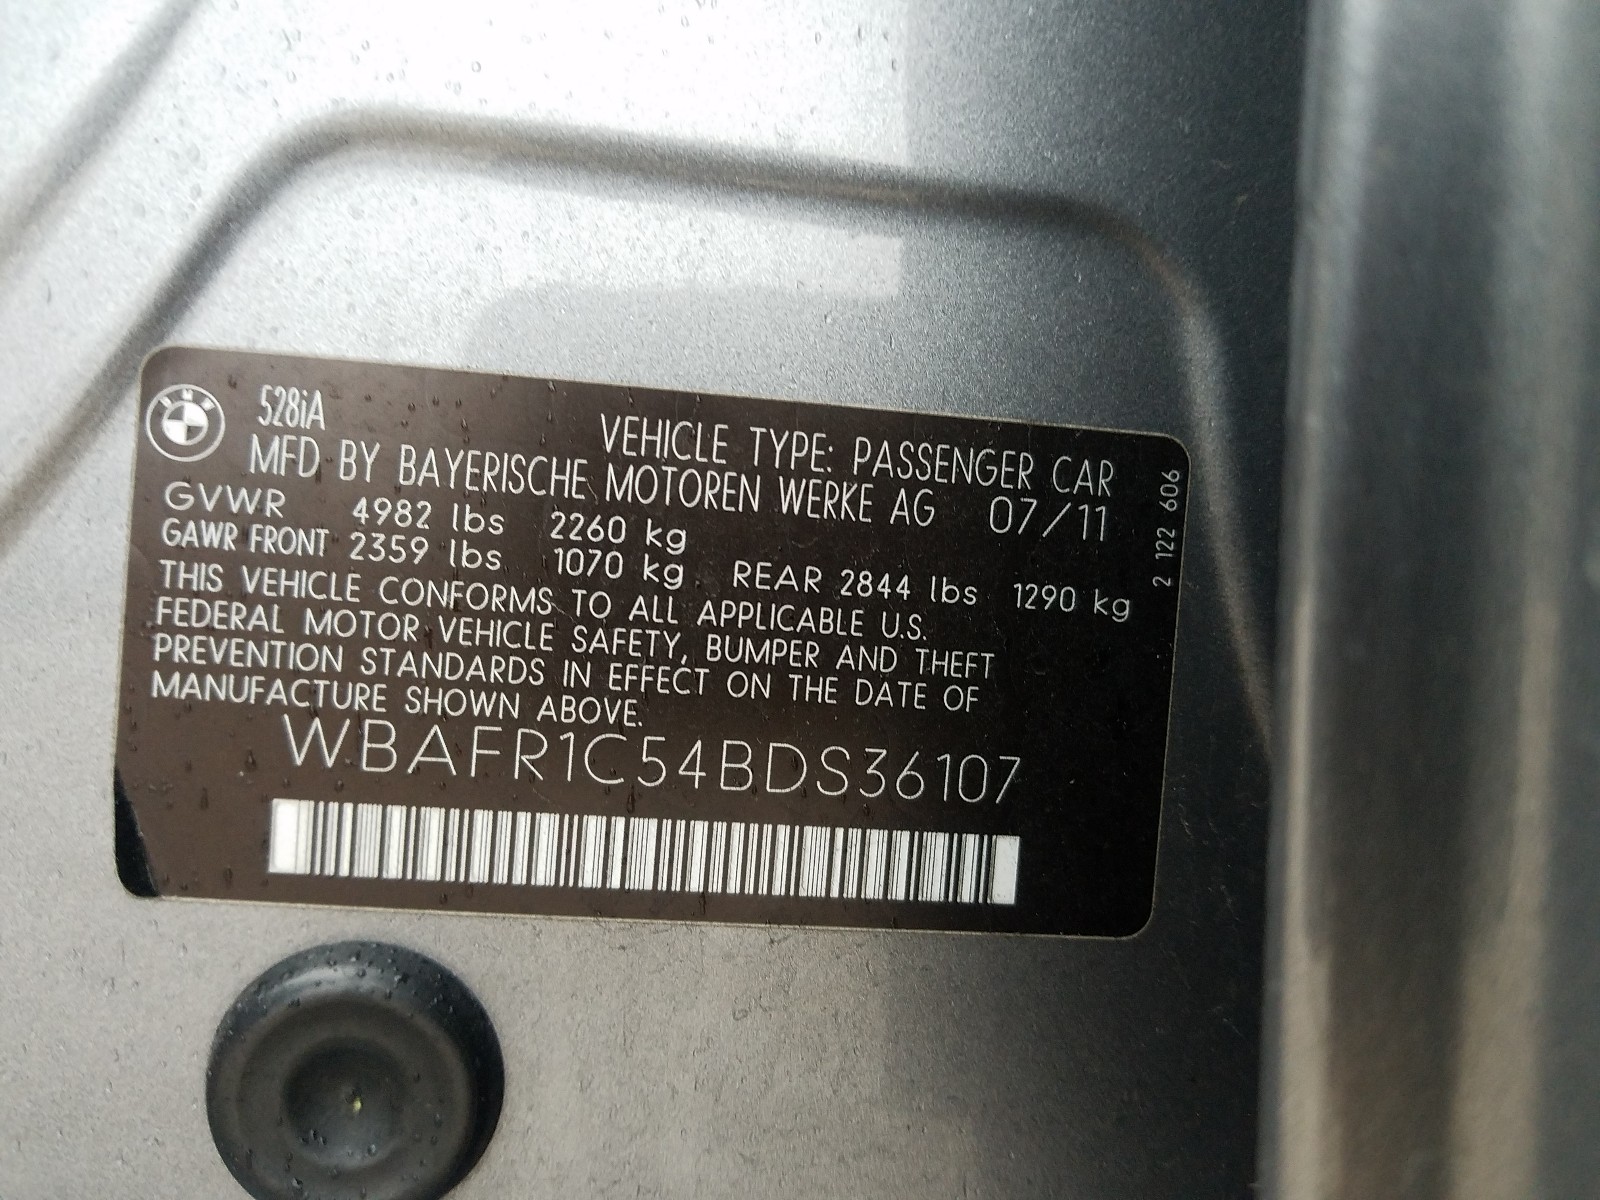 BMW
528iA
VEHICLE TYPE: PASSENGER CAR
MFD BY BAYERISCHE MOTOREN WERKE AG 07/11
GVWR 4982 lbs 2260 kg
GAWR FRONT 2359 lbs 1070 kg REAR 2844 lbs 1290 kg
THIS VEHICLE CONFORMS TO ALL APPLICABLE U.S.
FEDERAL MOTOR VEHICLE SAFETY, BUMPER AND THEFT
PREVENTION STANDARDS IN EFFECT ON THE DATE OF
MANUFACTURE SHOWN ABOVE.
WBAFR1C54BDS36107
2 122 606